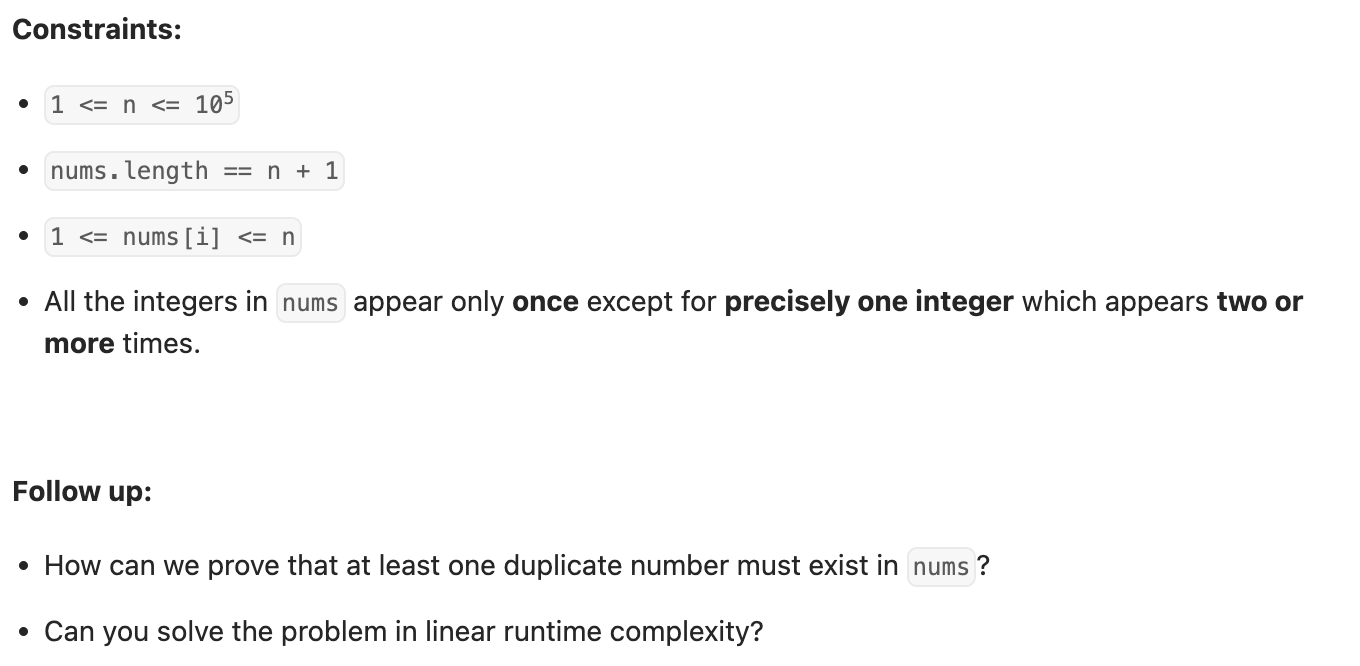 Constraints:
• 1 <= n <= 10⁵
• nums.length == n + 1
• 1 <= nums[i] <= n
• All the integers in nums appear only once except for precisely one integer which appears two or
more times.
Follow up:
• How can we prove that at least one duplicate number must exist in nums?
• Can you solve the problem in linear runtime complexity?